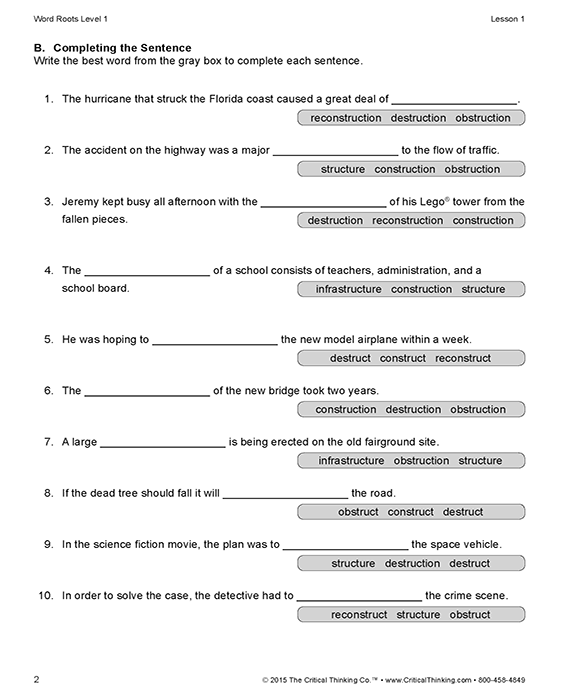 Word Roots Level 1 Lesson 1
B. Completing the Sentence
Write the best word from the gray box to complete each sentence.
1. The hurricane that struck the Florida coast caused a great deal of ____________________.
reconstruction destruction obstruction
2. The accident on the highway was a major ____________________ to the flow of traffic.
structure construction obstruction
3. Jeremy kept busy all afternoon with the ____________________ of his Lego® tower from the
fallen pieces.
destruction reconstruction construction
4. The ____________________ of a school consists of teachers, administration, and a
school board.
infrastructure construction structure
5. He was hoping to ____________________ the new model airplane within a week.
destruct construct reconstruct
6. The ____________________ of the new bridge took two years.
construction destruction obstruction
7. A large ____________________ is being erected on the old fairground site.
infrastructure obstruction structure
8. If the dead tree should fall it will ____________________ the road.
obstruct construct destruct
9. In the science fiction movie, the plan was to ____________________ the space vehicle.
structure destruction destruct
10. In order to solve the case, the detective had to ____________________ the crime scene.
reconstruct structure obstruct
2 © 2015 The Critical Thinking Co.™ • www.CriticalThinking.com • 800-458-4849